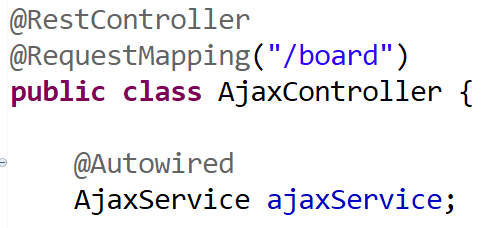 @RestController
@RequestMapping("/board")
public class AjaxController {
@Autowired
AjaxService ajaxService;